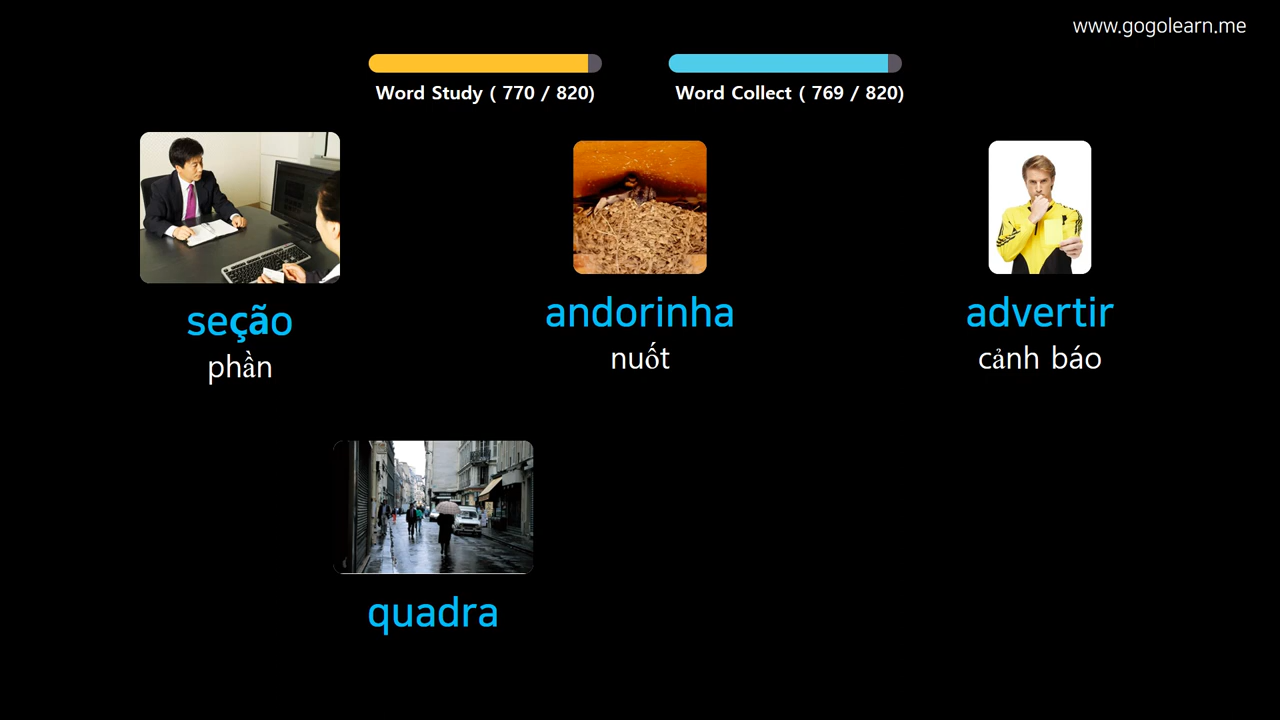 www.gogolearn.me
Word Study ( 770 / 820)
Word Collect ( 769 / 820)
seção
phần
andorinha
nuốt
advertir
cảnh báo
quadra